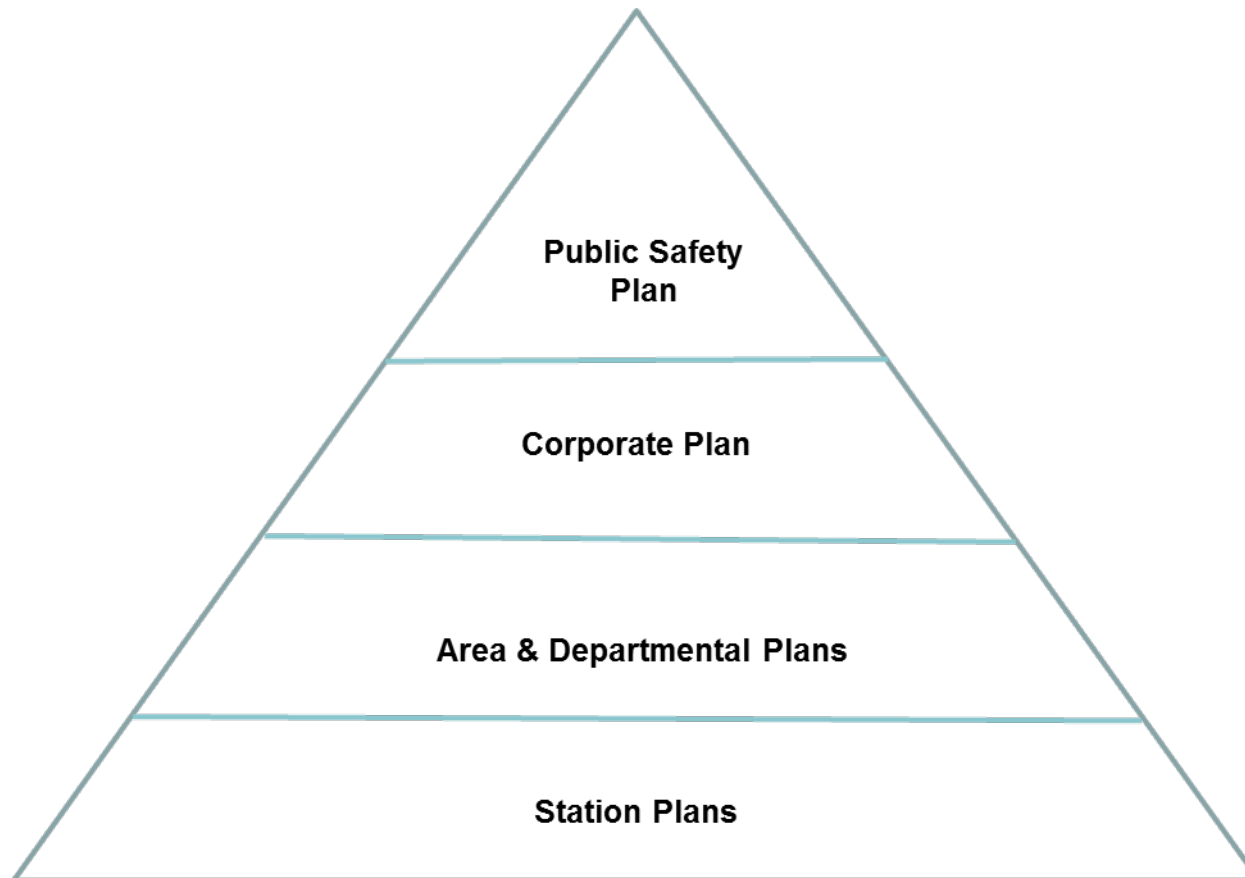 Public Safety
Plan
Corporate Plan
Area & Departmental Plans
Station Plans